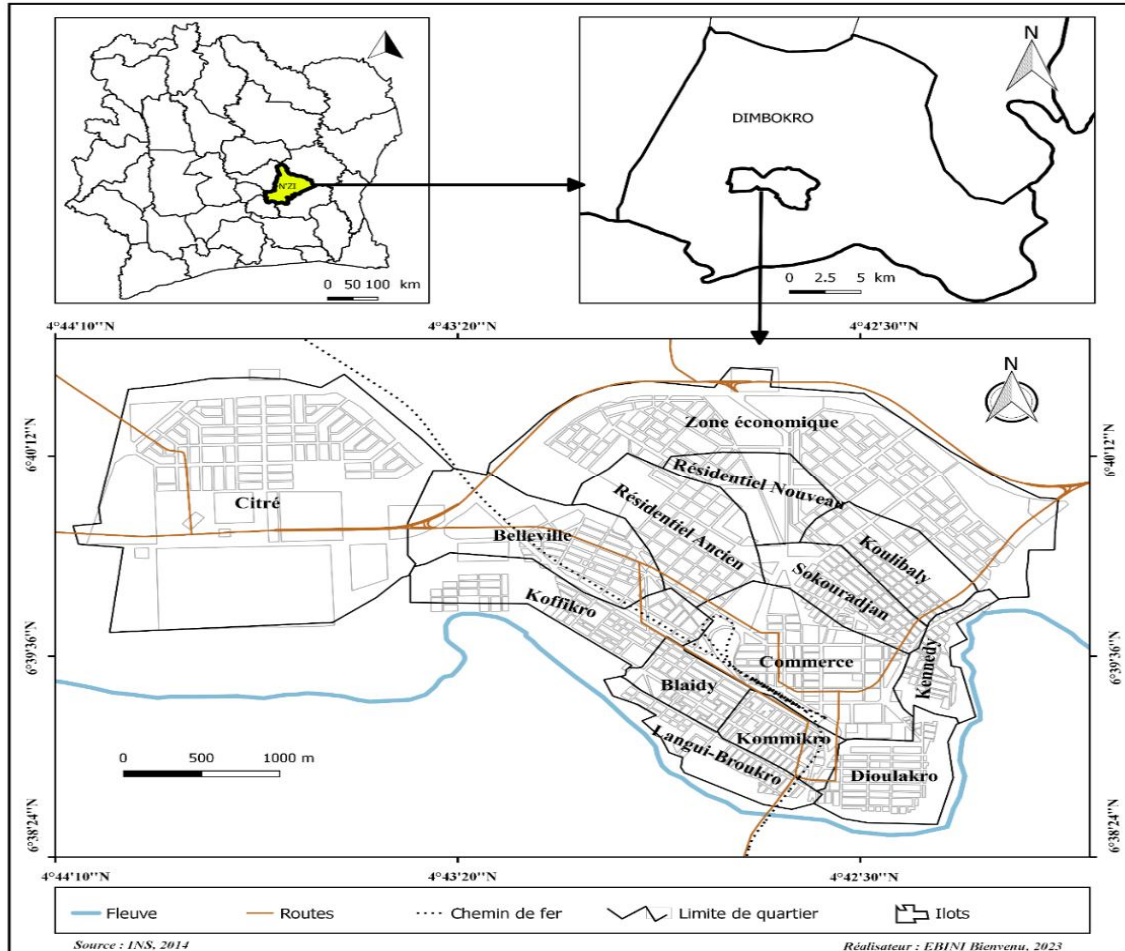 N
N'ZI
0 50 100 km
N
DIMBOKRO
0 2.5 5 km
4°44'10''N 4°43'20''N 4°42'30''N
N
6°40'12''N
6°40'12''N
Zone économique
Résidentiel Nouveau
Citré
Résidentiel Ancien
Belleville
Koulibaly
Sokouradjan
Koffikro
6°39'36''N
6°39'36''N
Commerce
Kennedy
Blaidy
Kommikro
Langui-Broukro
Dioulakro
0 500 1000 m
6°38'24''N
6°38'24''N
4°44'10''N 4°43'20''N 4°42'30''N
Fleuve Routes Chemin de fer Limite de quartier Ilots
Source : INS, 2014 Réalisateur : EBINI Bienvenu, 2023